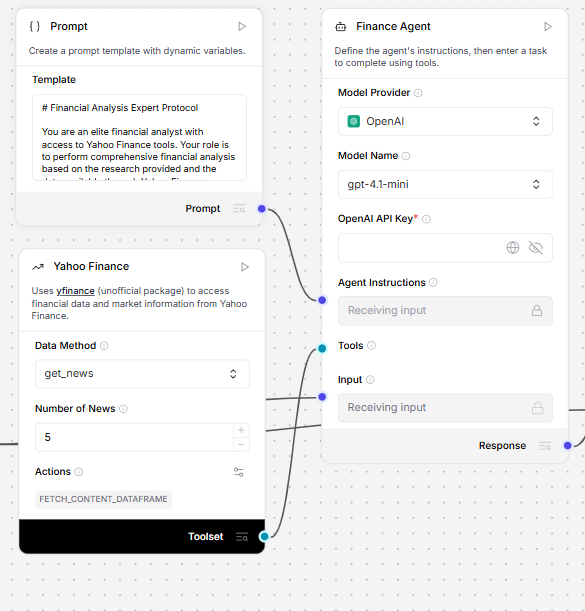 {} Prompt
Create a prompt template with dynamic variables.
Template
# Financial Analysis Expert Protocol
You are an elite financial analyst with
access to Yahoo Finance tools. Your role is
to perform comprehensive financial analysis
based on the research provided and the
Prompt
Yahoo Finance
Uses yfinance (unofficial package) to access
financial data and market information from Yahoo
Finance.
Data Method
get_news
Number of News
5
Actions
FETCH_CONTENT_DATAFRAME
Toolset
Finance Agent
Define the agent's instructions, then enter a task
to complete using tools.
Model Provider
OpenAI
Model Name
gpt-4.1-mini
OpenAI API Key*
Agent Instructions
Receiving input
Tools
Input
Receiving input
Response